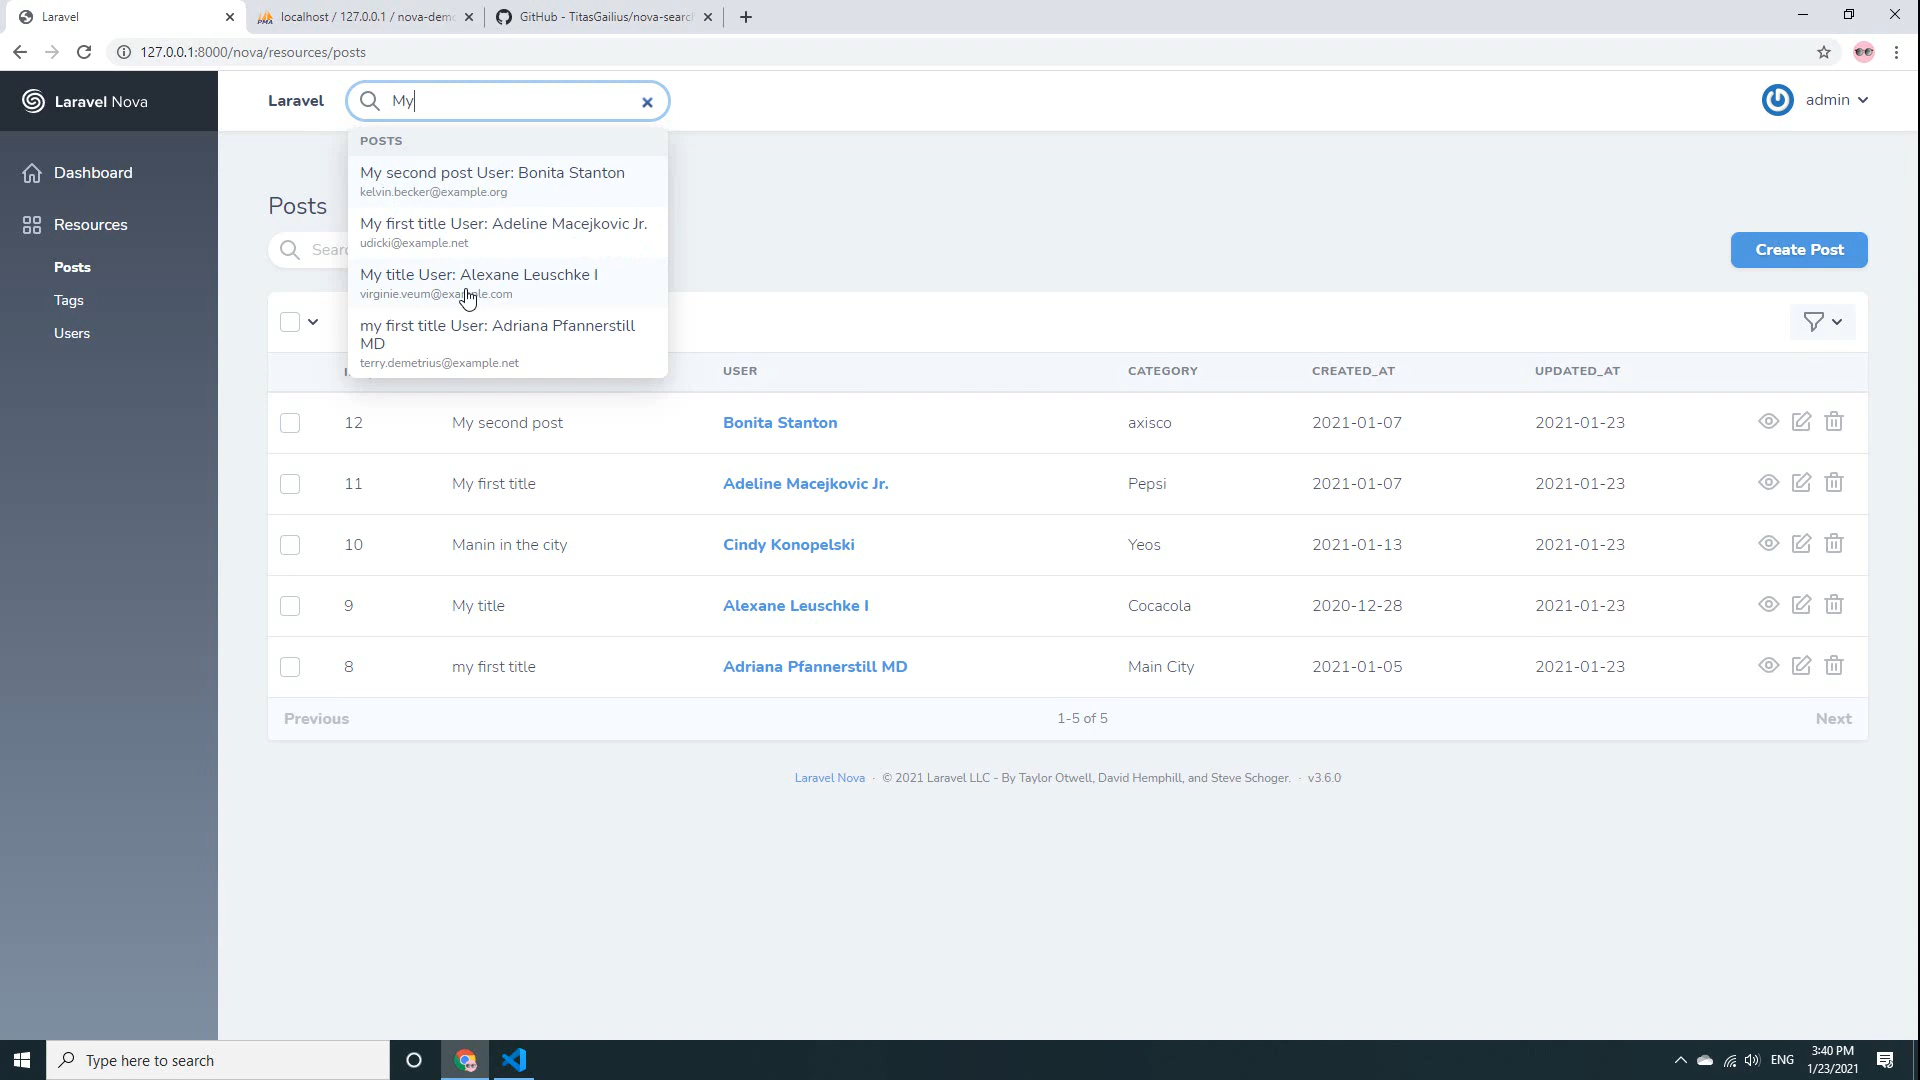 Laravel
localhost / 127.0.0.1 / nova-demo
GitHub - TitasGailius/nova-searc
127.0.0.1:8000/nova/resources/posts
Laravel Nova
Laravel
My
admin
POSTS
My second post User: Bonita Stanton
kelvin.becker@example.org
My first title User: Adeline Macejkovic Jr.
udicki@example.net
My title User: Alexane Leuschke I
virginie.veum@example.com
my first title User: Adriana Pfannerstill
MD
terry.demetrius@example.net
Dashboard
Resources
Posts
Tags
Users
Posts
Sear
Create Post
USER CATEGORY CREATED_AT UPDATED_AT
12 My second post Bonita Stanton axisco 2021-01-07 2021-01-23
11 My first title Adeline Macejkovic Jr. Pepsi 2021-01-07 2021-01-23
10 Manin in the city Cindy Konopelski Yeos 2021-01-13 2021-01-23
9 My title Alexane Leuschke I Cocacola 2020-12-28 2021-01-23
8 my first title Adriana Pfannerstill MD Main City 2021-01-05 2021-01-23
Previous 1-5 of 5 Next
Laravel Nova · © 2021 Laravel LLC - By Taylor Otwell, David Hemphill, and Steve Schoger. · v3.6.0
Type here to search
ENG
3:40 PM
1/23/2021